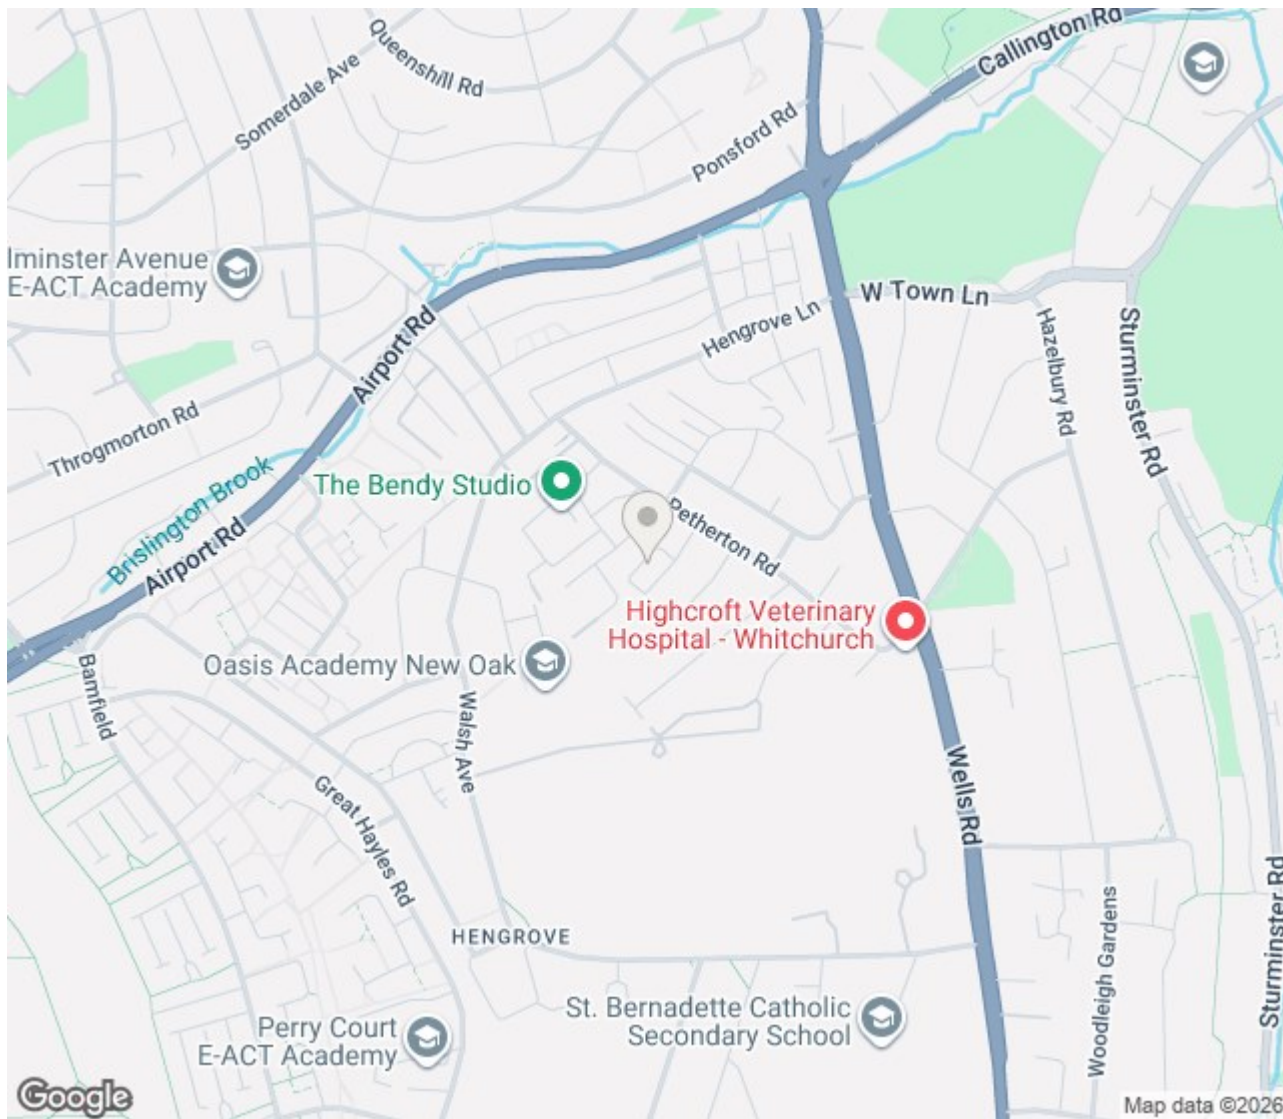 Callington Rd
Queenshill Rd
Somerdale Ave
Ponsford Rd
lminster Avenue
E-ACT Academy
W Town Ln
Hengrove Ln
Airport Rd
Hazelbury Rd
Sturminster Rd
Throgmorton Rd
Brislington Brook
The Bendy Studio
Airport Rd
Petherton Rd
Highcroft Veterinary
Hospital - Whitchurch
Oasis Academy New Oak
Bamfield
Walsh Ave
Wells Rd
Great Hayles Rd
Sturminster Rd
Woodleigh Gardens
HENGROVE
St. Bernadette Catholic
Secondary School
Perry Court
E-ACT Academy
Google
Map data ©2026